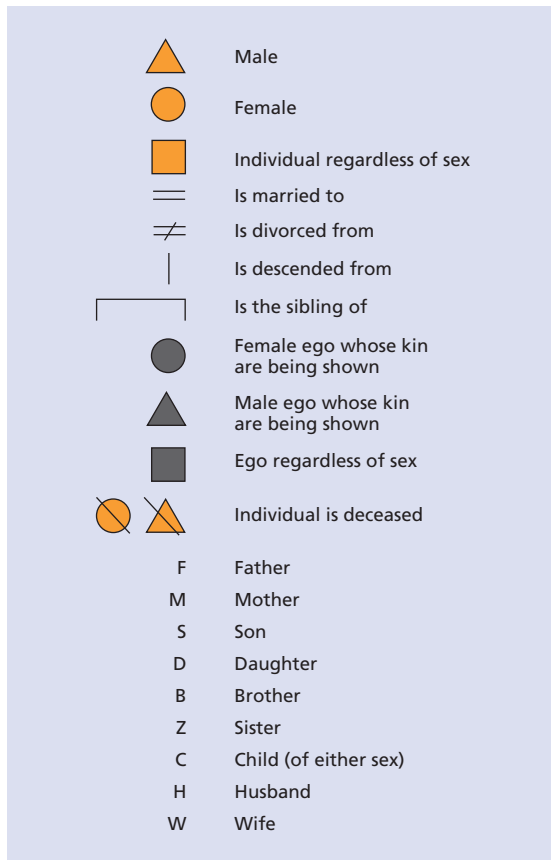 Male
Female
Individual regardless of sex
Is married to
Is divorced from
Is descended from
Is the sibling of
Female ego whose kin
are being shown
Male ego whose kin
are being shown
Ego regardless of sex
Individual is deceased
F Father
M Mother
S Son
D Daughter
B Brother
Z Sister
C Child (of either sex)
H Husband
W Wife